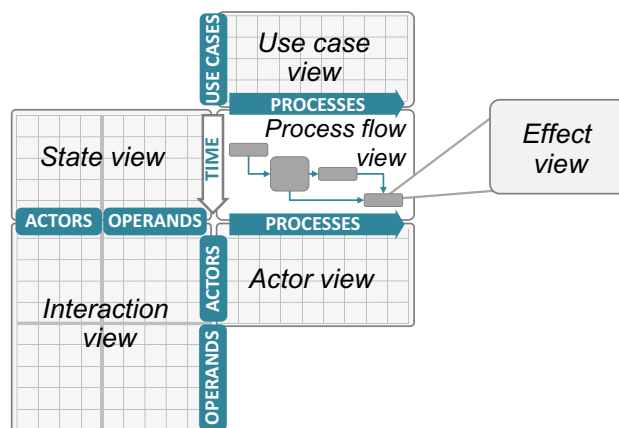 USE CASES
Use case
view
PROCESSES
State view
TIME
Process flow
view
Effect
view
ACTORS
OPERANDS
PROCESSES
Interaction
view
ACTORS
Actor view
OPERANDS